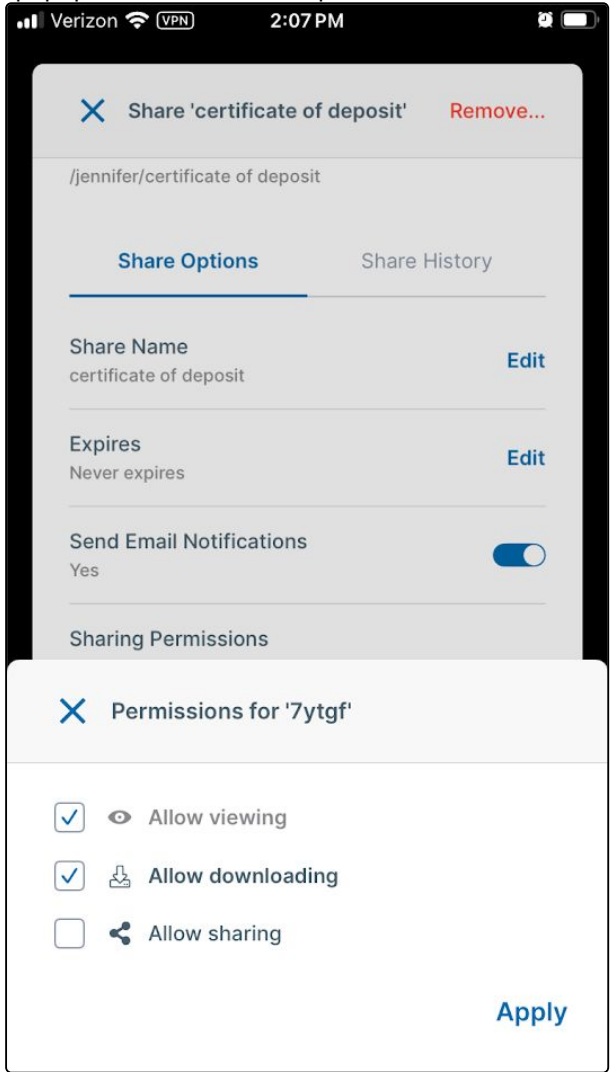 Verizon VPN 2:07 PM
Share 'certificate of deposit' Remove...
/jennifer/certificate of deposit
Share Options Share History
Share Name
certificate of deposit
Edit
Expires
Never expires
Edit
Send Email Notifications
Yes
Sharing Permissions
Permissions for '7ytgf'
Allow viewing
Allow downloading
Allow sharing
Apply